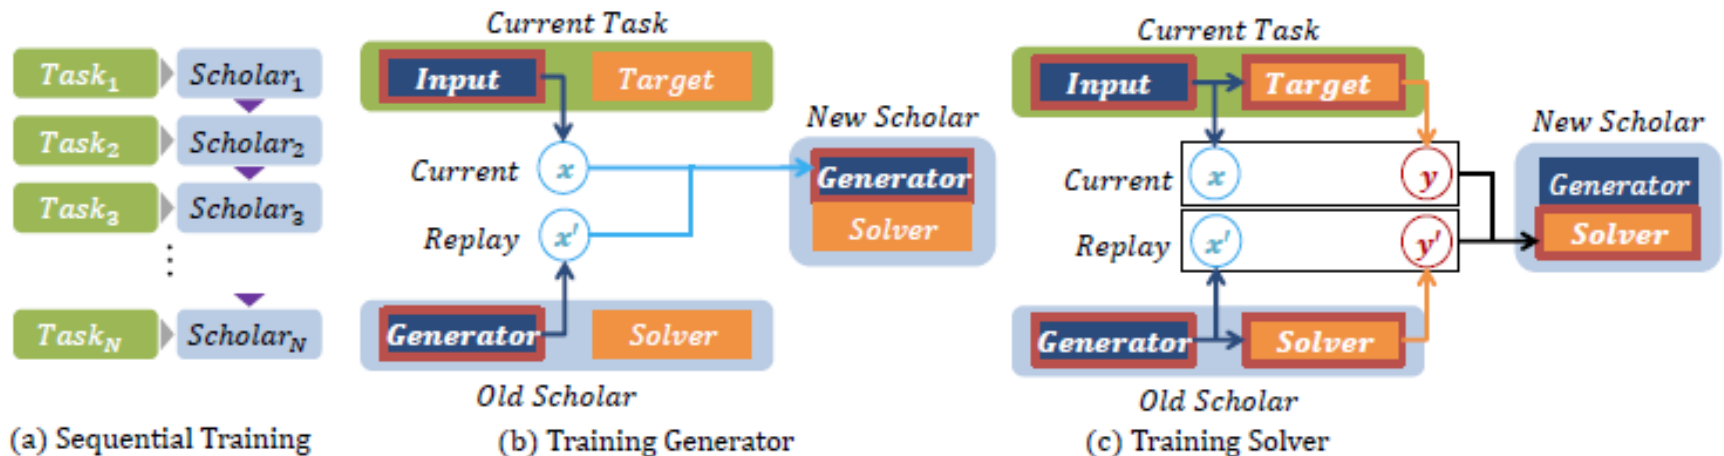 Task₁ Scholar₁
Task₂ Scholar₂
Task₃ Scholar₃
⋮
Task_N Scholar_N
(a) Sequential Training
Current Task
Input Target
Current x
Replay x'
New Scholar
Generator
Solver
Generator Solver
Old Scholar
(b) Training Generator
Current Task
Input Target
Current x y
Replay x' y'
New Scholar
Generator
Solver
Generator Solver
Old Scholar
(c) Training Solver